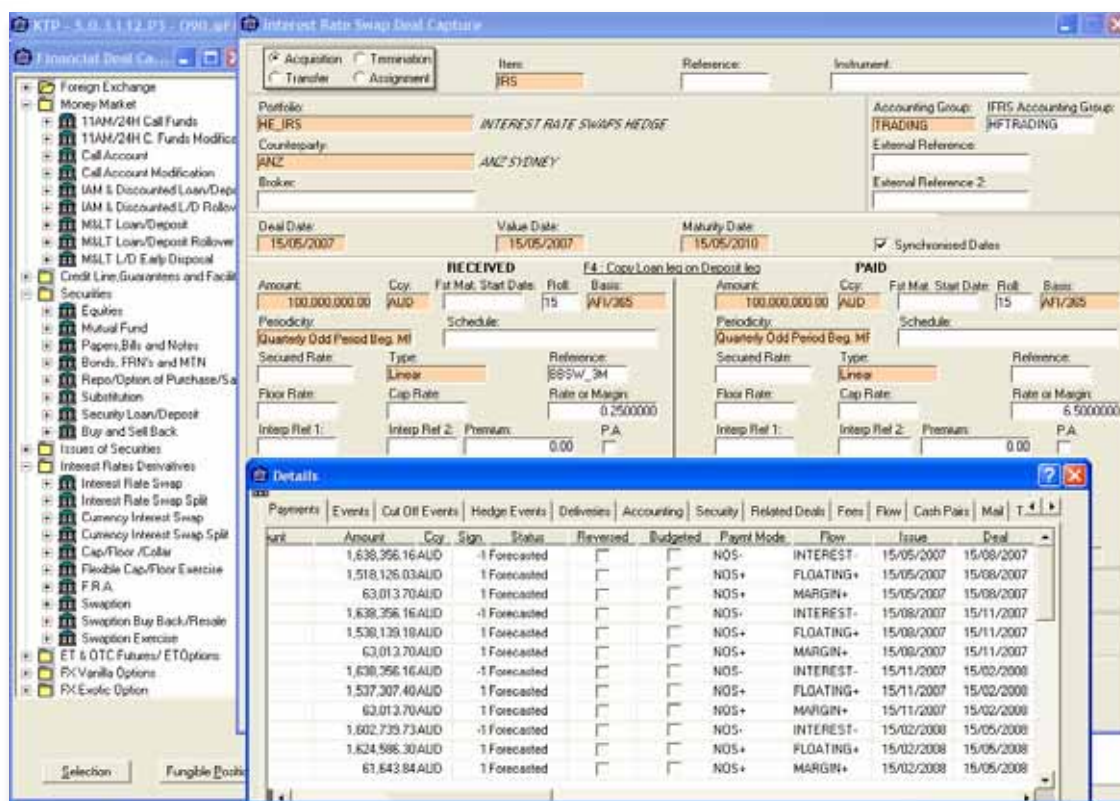 KTP - 5.0.3.112.P3 - 090
Financial Deal Ca...
Foreign Exchange
Money Market
11AM/24H Call Funds
11AM/24H C. Funds Modifica
Call Account
Call Account Modification
IAM & Discounted Loan/Depo
IAM & Discounted L/D Rollov
M&LT Loan/Deposit
M&LT Loan/Deposit Rollover
M&LT L/D Early Disposal
Credit Line,Guarantees and Facilit
Securities
Equities
Mutual Fund
Papers,Bills and Notes
Bonds, FRN's and MTN
Repo/Option of Purchase/Sa
Substitution
Security Loan/Deposit
Buy and Sell Back
Issues of Securities
Interest Rates Derivatives
Interest Rate Swap
Interest Rate Swap Split
Currency Interest Swap
Currency Interest Swap Split
Cap/Floor /Collar
Flexible Cap/Floor Exercise
F.R.A.
Swaption
Swaption Buy Back/Resale
Swaption Exercise
ET & OTC Futures/ ETOptions
FX Vanilla Options
FX Exotic Option
Selection Fungible Positio
Interest Rate Swap Deal Capture
Acquisition Termination
Transfer Assignment
Item: Reference: Instrument:
IRS
Portfolio: Accounting Group: IFRS Accounting Group:
HE_IRS INTEREST RATE SWAPS HEDGE TRADING HFTRADING
Counterparty: External Reference:
ANZ ANZ SYDNEY
Broker: External Reference 2:
Deal Date: Value Date: Maturity Date:
15/05/2007 15/05/2007 15/05/2010 Synchronised Dates
RECEIVED F4 : Copy Loan leg on Deposit leg PAID
Amount: Ccy: Fst Mat. Start Date: Roll: Basis: Amount: Ccy: Fst Mat. Start Date: Roll: Basis:
100,000,000.00 AUD 15 AFI/365 100,000,000.00 AUD 15 AFI/365
Periodicity: Schedule: Periodicity: Schedule:
Quarterly Odd Period Beg. MF Quarterly Odd Period Beg. MF
Secured Rate: Type: Reference: Secured Rate: Type: Reference:
Linear BBSW_3M Linear
Floor Rate: Cap Rate: Rate or Margin: Floor Rate: Cap Rate: Rate or Margin:
0.2500000 6.5000000
Interp Ref 1: Interp Ref 2: Premium: P.A. Interp Ref 1: Interp Ref 2: Premium: P.A.
0.00 0.00
Details
Payments Events Cut Off Events Hedge Events Deliveries Accounting Security Related Deals Fees Flow Cash Pairs Mail T
ount Amount Ccy Sign Status Reversed Budgeted Paymt Mode Flow Issue Deal
1,638,356.16 AUD -1 Forecasted NOS- INTEREST- 15/05/2007 15/08/2007
1,518,126.03 AUD 1 Forecasted NOS+ FLOATING+ 15/05/2007 15/08/2007
63,013.70 AUD 1 Forecasted NOS+ MARGIN+ 15/05/2007 15/08/2007
1,638,356.16 AUD -1 Forecasted NOS- INTEREST- 15/08/2007 15/11/2007
1,538,139.18 AUD 1 Forecasted NOS+ FLOATING+ 15/08/2007 15/11/2007
63,013.70 AUD 1 Forecasted NOS+ MARGIN+ 15/08/2007 15/11/2007
1,638,356.16 AUD -1 Forecasted NOS- INTEREST- 15/11/2007 15/02/2008
1,537,307.40 AUD 1 Forecasted NOS+ FLOATING+ 15/11/2007 15/02/2008
63,013.70 AUD 1 Forecasted NOS+ MARGIN+ 15/11/2007 15/02/2008
1,602,739.73 AUD -1 Forecasted NOS- INTEREST- 15/02/2008 15/05/2008
1,624,586.30 AUD 1 Forecasted NOS+ FLOATING+ 15/02/2008 15/05/2008
61,643.84 AUD 1 Forecasted NOS+ MARGIN+ 15/02/2008 15/05/2008